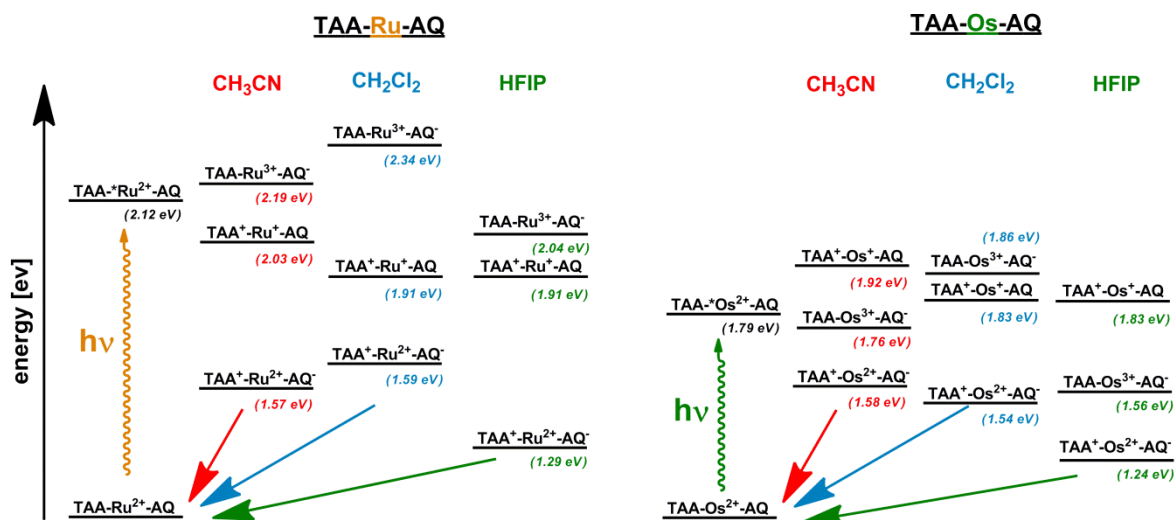 TAA-Ru-AQ
CH₃CN
CH₂Cl₂
HFIP
energy [ev]
TAA-Ru³⁺-AQ⁻
(2.34 eV)
TAA-Ru³⁺-AQ⁻
(2.19 eV)
TAA-*Ru²⁺-AQ
(2.12 eV)
TAA-Ru³⁺-AQ⁻
(2.04 eV)
TAA⁺-Ru⁺-AQ
(2.03 eV)
TAA⁺-Ru⁺-AQ
(1.91 eV)
TAA⁺-Ru⁺-AQ
(1.91 eV)
hν
TAA⁺-Ru²⁺-AQ⁻
(1.59 eV)
TAA⁺-Ru²⁺-AQ⁻
(1.57 eV)
TAA⁺-Ru²⁺-AQ⁻
(1.29 eV)
TAA-Ru²⁺-AQ
TAA-Os-AQ
CH₃CN
CH₂Cl₂
HFIP
(1.86 eV)
TAA⁺-Os⁺-AQ
(1.92 eV)
TAA-Os³⁺-AQ⁻
TAA⁺-Os⁺-AQ
(1.83 eV)
TAA⁺-Os⁺-AQ
(1.83 eV)
TAA-*Os²⁺-AQ
(1.79 eV)
TAA-Os³⁺-AQ⁻
(1.76 eV)
hν
TAA⁺-Os²⁺-AQ⁻
(1.58 eV)
TAA-Os³⁺-AQ⁻
(1.56 eV)
TAA⁺-Os²⁺-AQ⁻
(1.54 eV)
TAA⁺-Os²⁺-AQ⁻
(1.24 eV)
TAA-Os²⁺-AQ